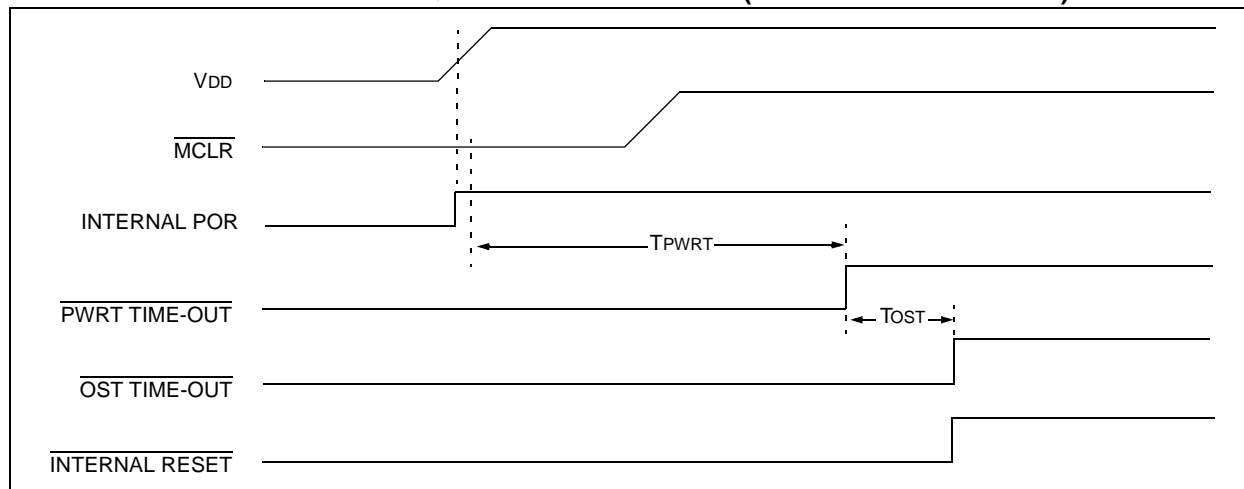 VDD
MCLR
INTERNAL POR
TPWRT
PWRT TIME-OUT
TOST
OST TIME-OUT
INTERNAL RESET